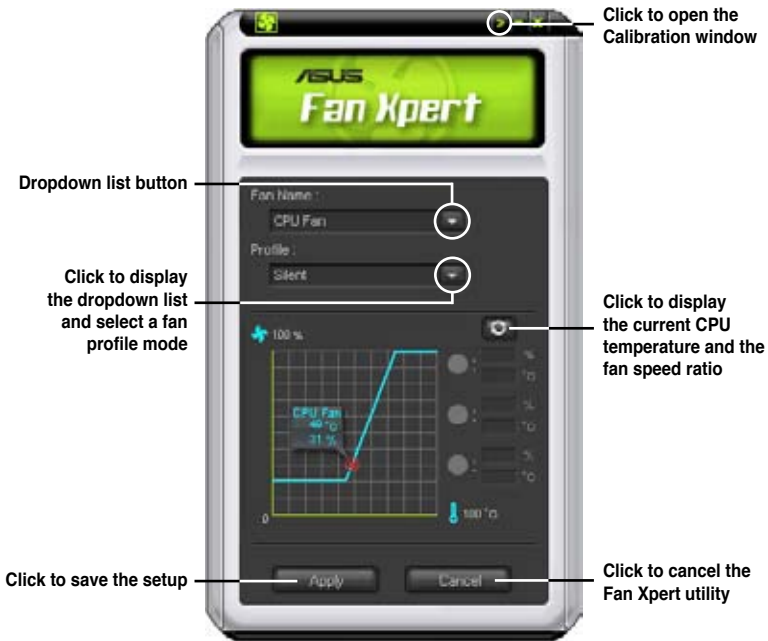 Click to open the
Calibration window
ASUS
Fan Xpert
Dropdown list button
Fan Name :
CPU Fan
Profile :
Silent
Click to display
the dropdown list
and select a fan
profile mode
Click to display
the current CPU
temperature and the
fan speed ratio
100 %
%
°C
%
°C
%
°C
CPU Fan
°C
31 %
0
100 °C
Click to save the setup
Apply
Cancel
Click to cancel the
Fan Xpert utility